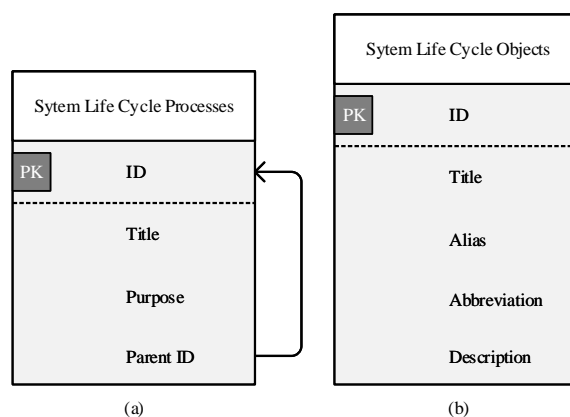 Sytem Life Cycle Processes
PK
ID
Title
Purpose
Parent ID
(a)
Sytem Life Cycle Objects
PK
ID
Title
Alias
Abbreviation
Description
(b)